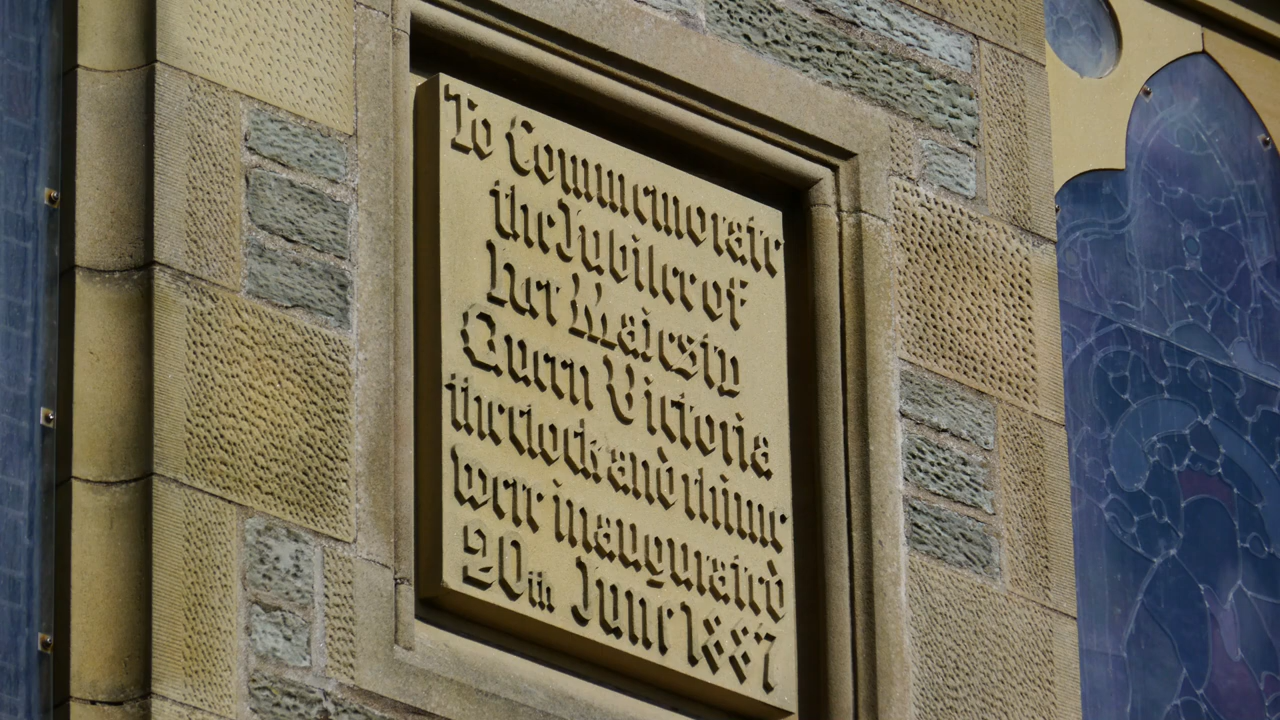 To Commemorate
the Jubilee of
her Majesty
Queen Victoria
the clock and chime
were inaugurated
20th June 1887